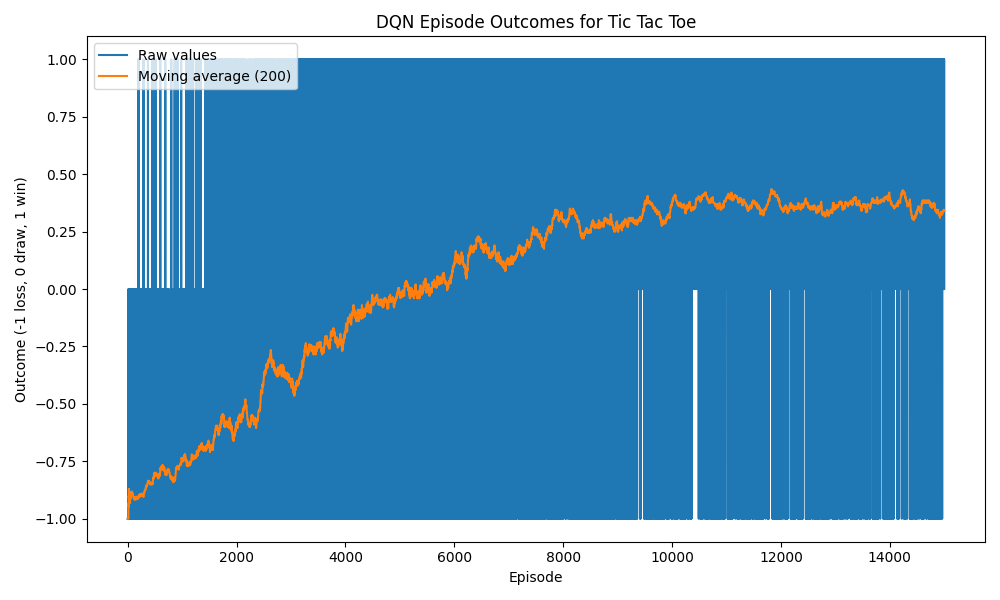 DQN Episode Outcomes for Tic Tac Toe
Raw values
Moving average (200)
Outcome (-1 loss, 0 draw, 1 win)
1.00
0.75
0.50
0.25
0.00
−0.25
−0.50
−0.75
−1.00
0 2000 4000 6000 8000 10000 12000 14000
Episode